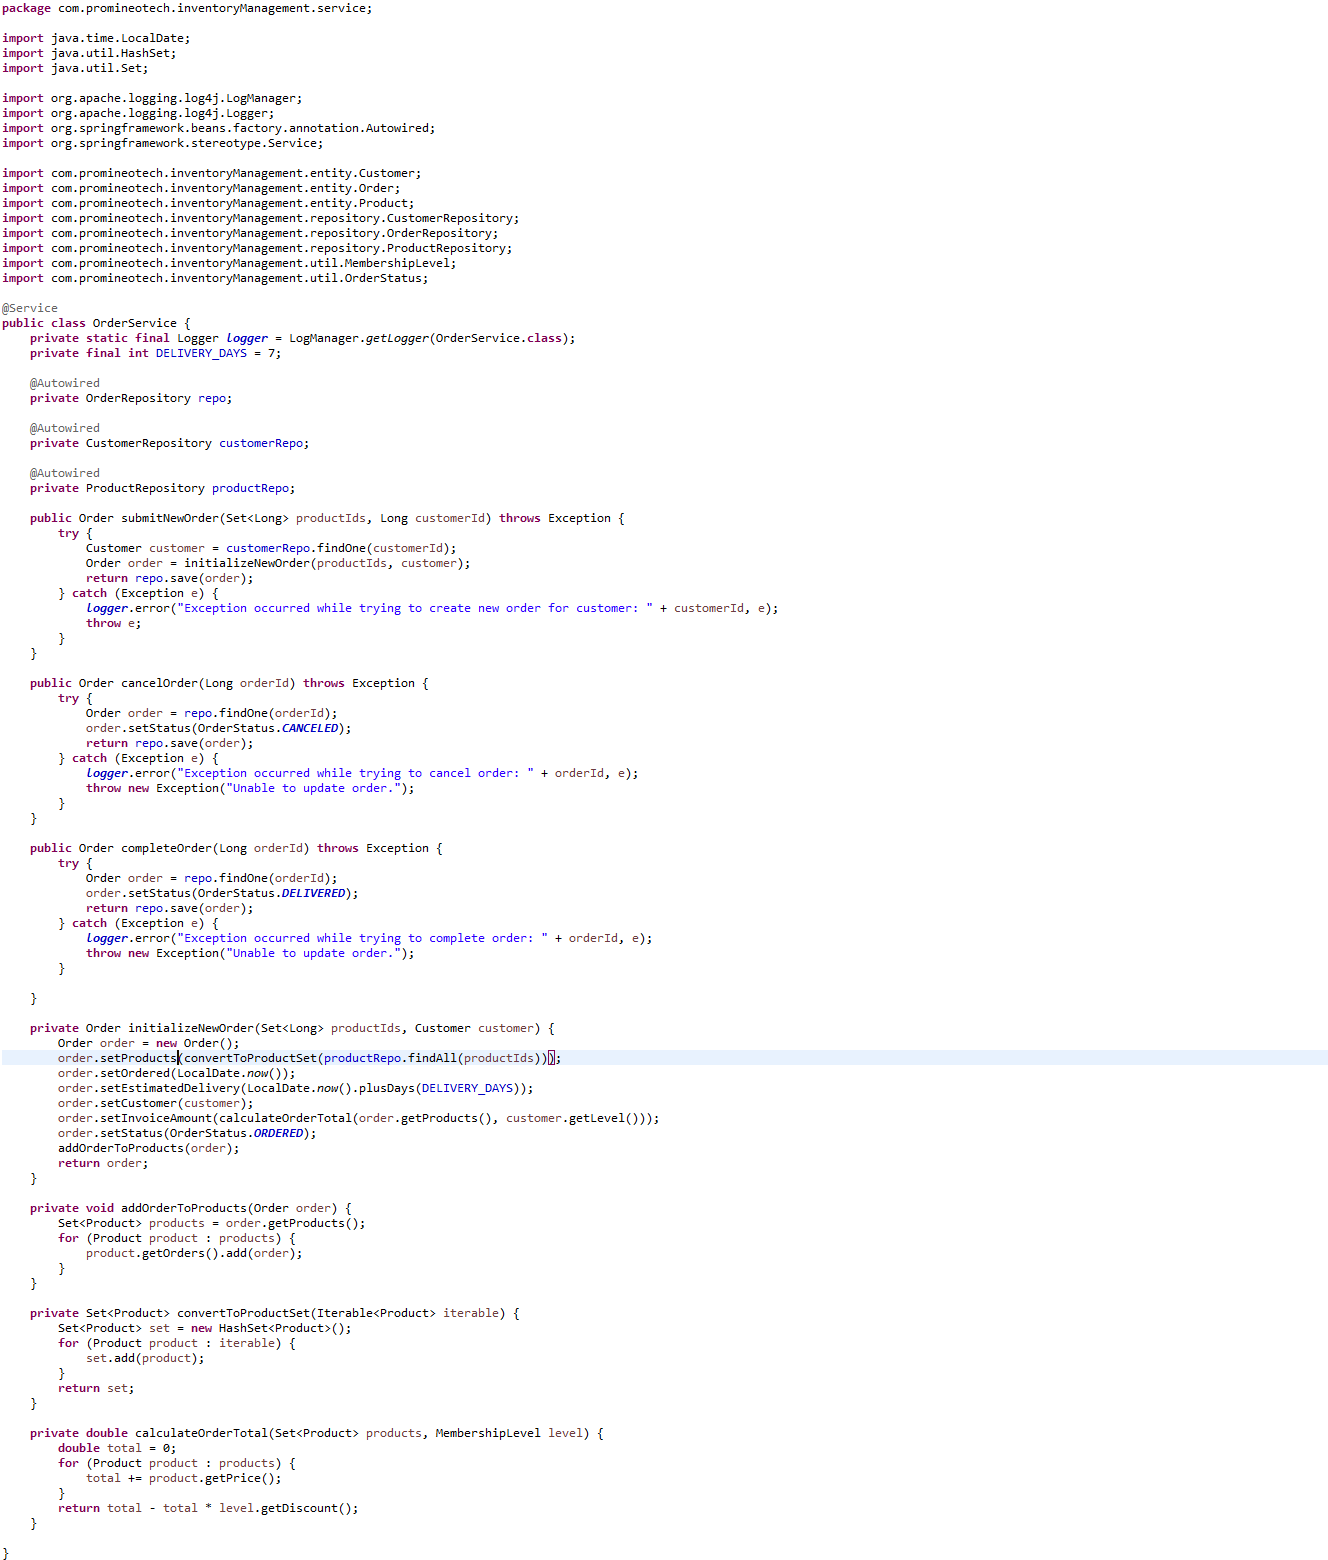 package com.promineotech.inventoryManagement.service;

import java.time.LocalDate;
import java.util.HashSet;
import java.util.Set;

import org.apache.logging.log4j.LogManager;
import org.apache.logging.log4j.Logger;
import org.springframework.beans.factory.annotation.Autowired;
import org.springframework.stereotype.Service;

import com.promineotech.inventoryManagement.entity.Customer;
import com.promineotech.inventoryManagement.entity.Order;
import com.promineotech.inventoryManagement.entity.Product;
import com.promineotech.inventoryManagement.repository.CustomerRepository;
import com.promineotech.inventoryManagement.repository.OrderRepository;
import com.promineotech.inventoryManagement.repository.ProductRepository;
import com.promineotech.inventoryManagement.util.MembershipLevel;
import com.promineotech.inventoryManagement.util.OrderStatus;

@Service
public class OrderService {
    private static final Logger logger = LogManager.getLogger(OrderService.class);
    private final int DELIVERY_DAYS = 7;

    @Autowired
    private OrderRepository repo;

    @Autowired
    private CustomerRepository customerRepo;

    @Autowired
    private ProductRepository productRepo;

    public Order submitNewOrder(Set<Long> productIds, Long customerId) throws Exception {
        try {
            Customer customer = customerRepo.findOne(customerId);
            Order order = initializeNewOrder(productIds, customer);
            return repo.save(order);
        } catch (Exception e) {
            logger.error("Exception occurred while trying to create new order for customer: " + customerId, e);
            throw e;
        }
    }

    public Order cancelOrder(Long orderId) throws Exception {
        try {
            Order order = repo.findOne(orderId);
            order.setStatus(OrderStatus.CANCELED);
            return repo.save(order);
        } catch (Exception e) {
            logger.error("Exception occurred while trying to cancel order: " + orderId, e);
            throw new Exception("Unable to update order.");
        }
    }

    public Order completeOrder(Long orderId) throws Exception {
        try {
            Order order = repo.findOne(orderId);
            order.setStatus(OrderStatus.DELIVERED);
            return repo.save(order);
        } catch (Exception e) {
            logger.error("Exception occurred while trying to complete order: " + orderId, e);
            throw new Exception("Unable to update order.");
        }

    }

    private Order initializeNewOrder(Set<Long> productIds, Customer customer) {
        Order order = new Order();
        order.setProducts(convertToProductSet(productRepo.findAll(productIds)));
        order.setOrdered(LocalDate.now());
        order.setEstimatedDelivery(LocalDate.now().plusDays(DELIVERY_DAYS));
        order.setCustomer(customer);
        order.setInvoiceAmount(calculateOrderTotal(order.getProducts(), customer.getLevel()));
        order.setStatus(OrderStatus.ORDERED);
        addOrderToProducts(order);
        return order;
    }

    private void addOrderToProducts(Order order) {
        Set<Product> products = order.getProducts();
        for (Product product : products) {
            product.getOrders().add(order);
        }
    }

    private Set<Product> convertToProductSet(Iterable<Product> iterable) {
        Set<Product> set = new HashSet<Product>();
        for (Product product : iterable) {
            set.add(product);
        }
        return set;
    }

    private double calculateOrderTotal(Set<Product> products, MembershipLevel level) {
        double total = 0;
        for (Product product : products) {
            total += product.getPrice();
        }
        return total - total * level.getDiscount();
    }

}